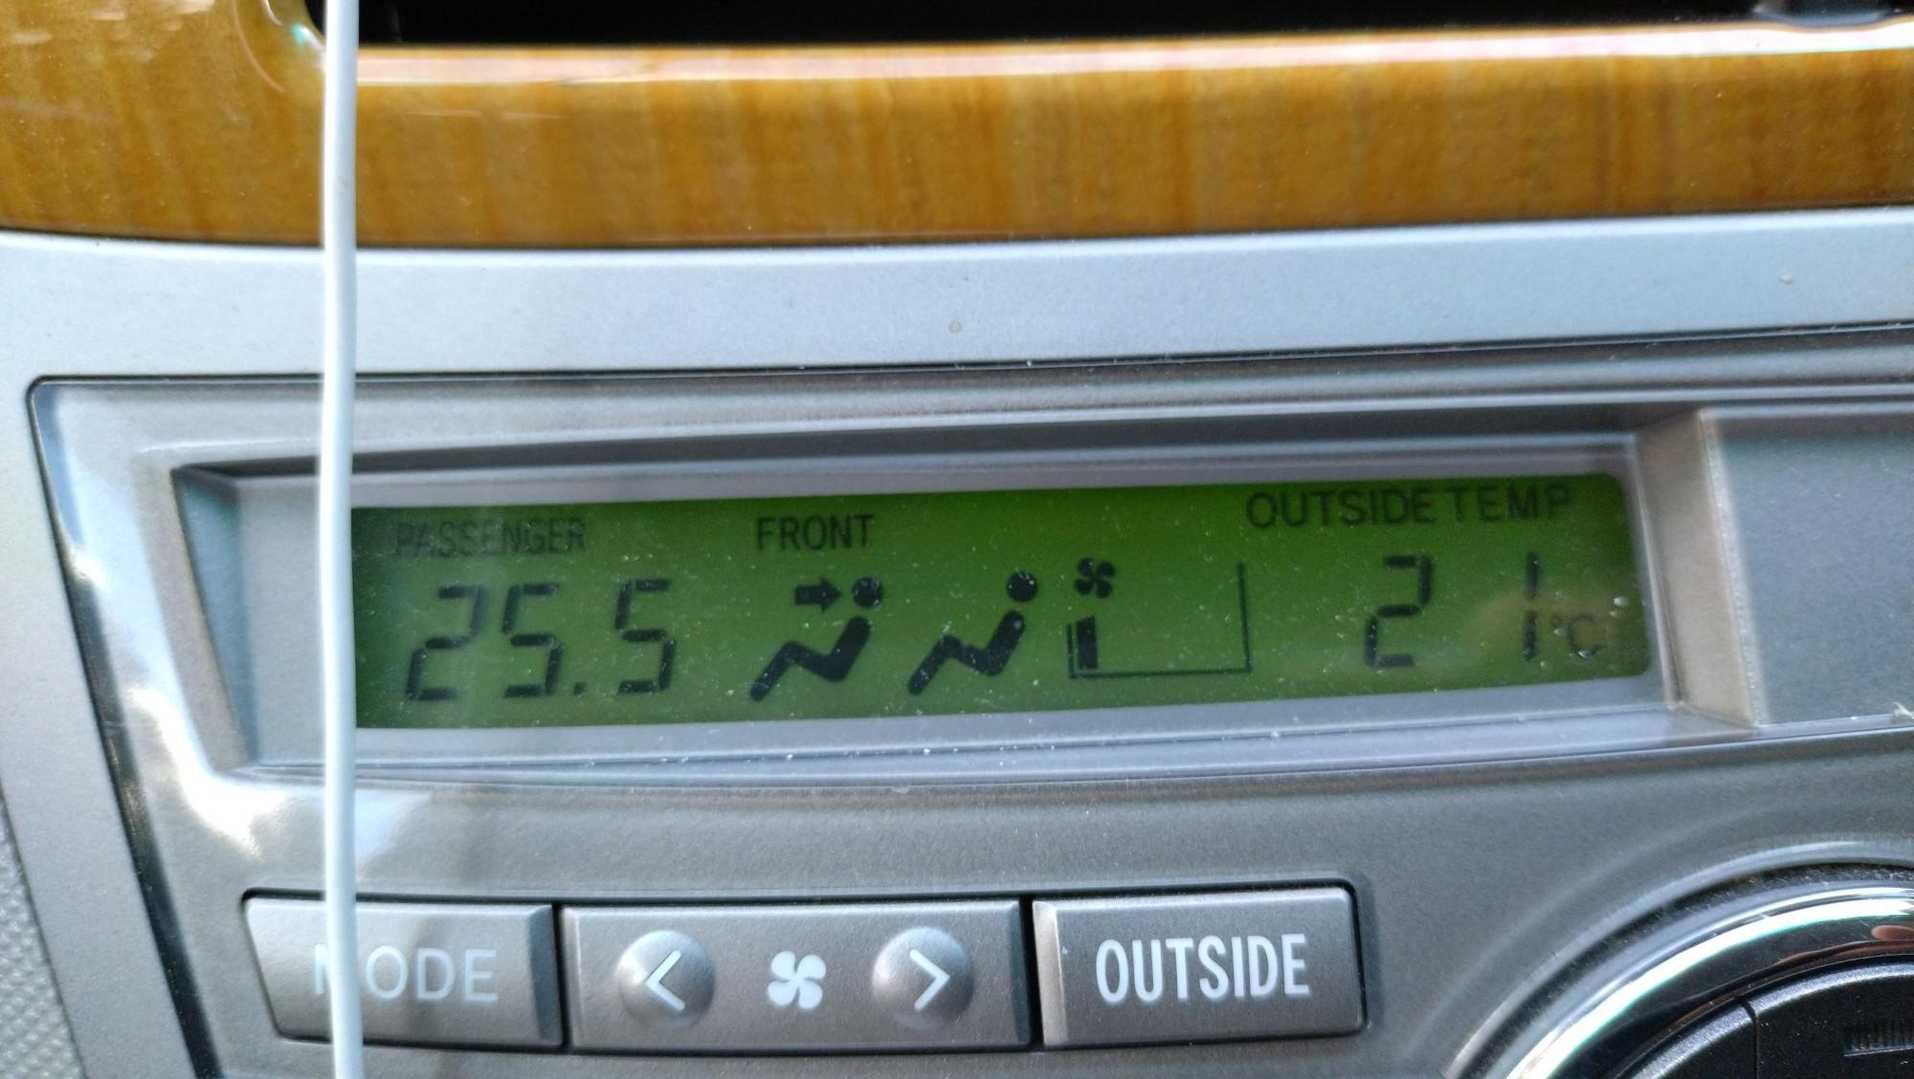 PASSENGER FRONT OUTSIDE TEMP
25.5 21°C
MODE < > OUTSIDE